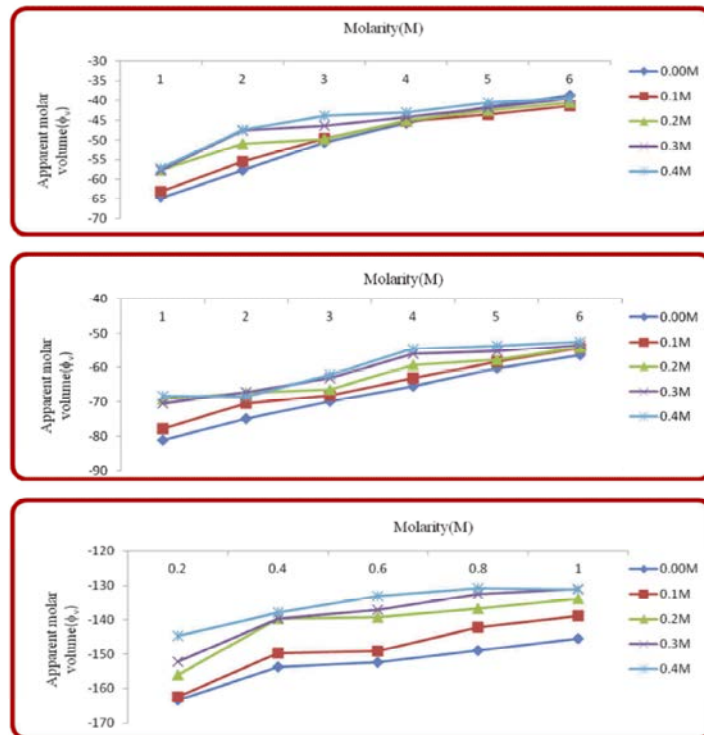 Molarity(M)
-30
1 2 3 4 5 6
-35
-40
-45
-50
-55
-60
65
-70
Apparent molar
volume(ϕv)
0.00M
0.1M
0.2M
0.3M
0.4M
Molarity(M)
-40
1 2 3 4 5 6
-50
-60
-70
-80
-90
Apparent molar
volume(ϕv)
0.00M
0.1M
0.2M
0.3M
0.4M
Molarity(M)
-120
0.2 0.4 0.6 0.8 1
-130
-140
-150
-160
-170
Apparent molar
volume(ϕv)
0.00M
0.1M
0.2M
0.3M
0.4M